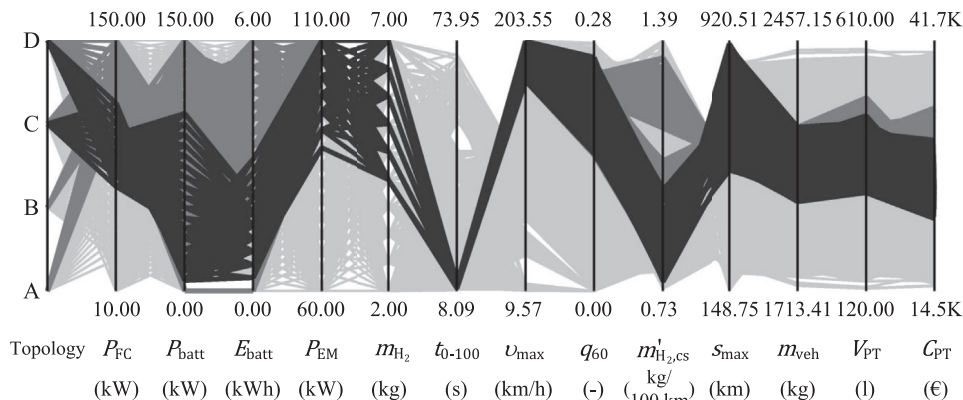 D 150.00 150.00 6.00 110.00 7.00 73.95 203.55 0.28 1.39 920.51 2457.15 610.00 41.7K
C
B
A
10.00 0.00 0.00 60.00 2.00 8.09 9.57 0.00 0.73 148.75 1713.41 120.00 14.5K
Topology P_FC P_batt E_batt P_EM m_H₂ t_0-100 υ_max q_60 m'_H₂,cs s_max m_veh V_PT C_PT
(kW) (kW) (kWh) (kW) (kg) (s) (km/h) (-) (kg/ (km) (kg) (l) (€)
100 km)